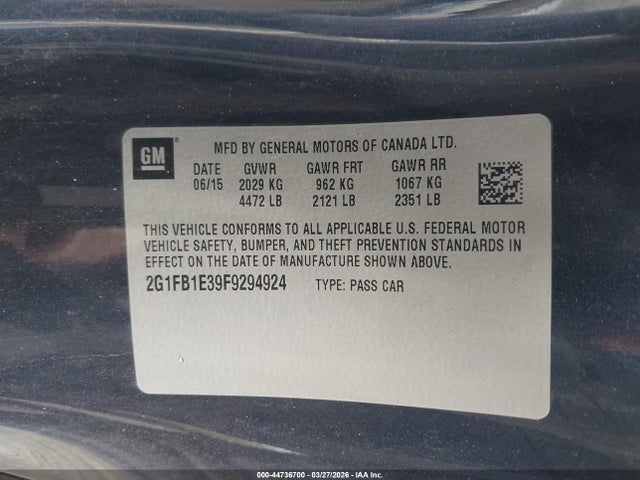 GM
MFD BY GENERAL MOTORS OF CANADA LTD.
DATE GVWR GAWR FRT GAWR RR
06/15 2029 KG 962 KG 1067 KG
4472 LB 2121 LB 2351 LB
THIS VEHICLE CONFORMS TO ALL APPLICABLE U.S. FEDERAL MOTOR
VEHICLE SAFETY, BUMPER, AND THEFT PREVENTION STANDARDS IN
EFFECT ON THE DATE OF MANUFACTURE SHOWN ABOVE.
2G1FB1E39F9294924 TYPE: PASS CAR
000-44736700 - 03/27/2026 - IAA Inc.